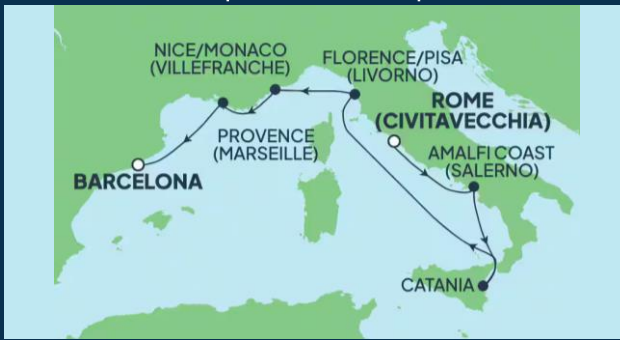 NICE/MONACO
(VILLEFRANCHE)
FLORENCE/PISA
(LIVORNO)
ROME
(CIVITAVECCHIA)
PROVENCE
(MARSEILLE)
AMALFI COAST
(SALERNO)
BARCELONA
CATANIA